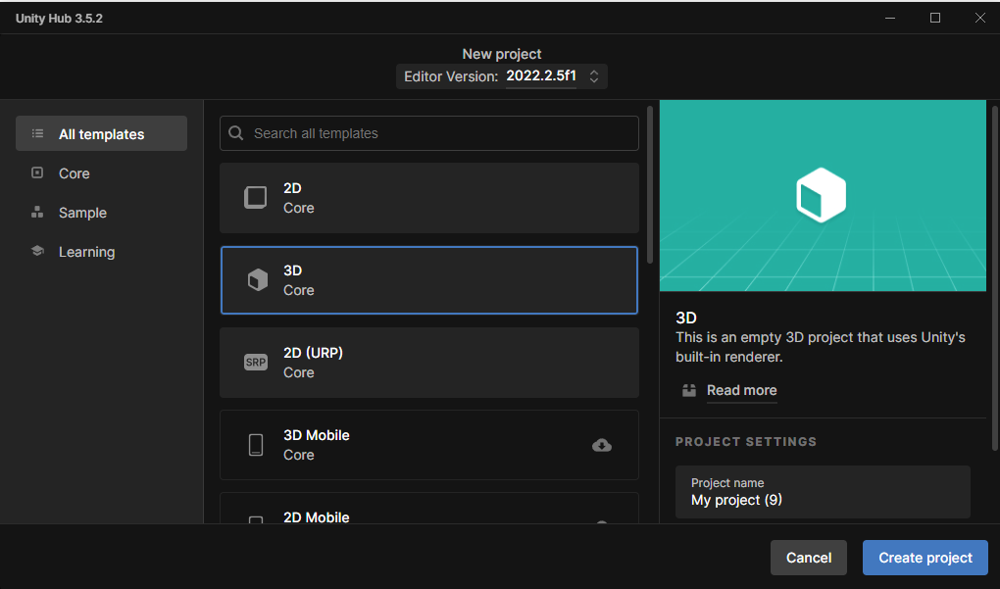 Unity Hub 3.5.2
New project
Editor Version: 2022.2.5f1
All templates
Core
Sample
Learning
Search all templates
2D
Core
3D
Core
SRP
2D (URP)
Core
3D Mobile
Core
2D Mobile
3D
This is an empty 3D project that uses Unity's
built-in renderer.
Read more
PROJECT SETTINGS
Project name
My project (9)
Cancel
Create project